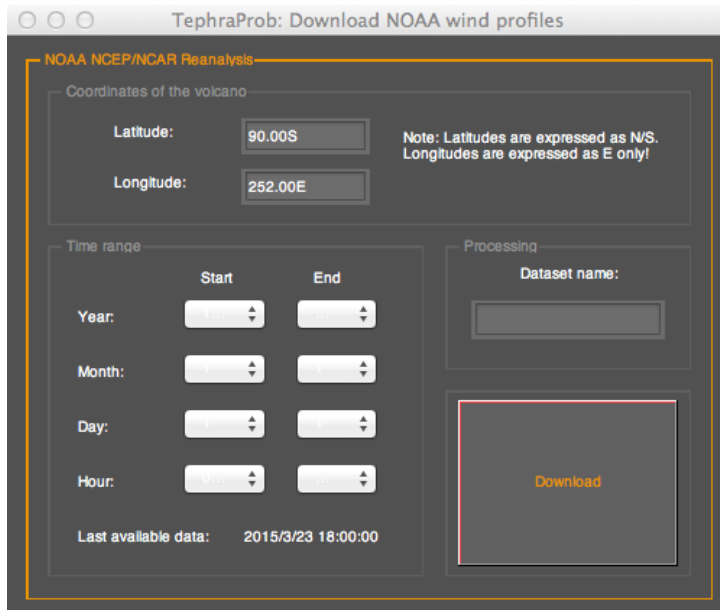 TephraProb: Download NOAA wind profiles
NOAA NCEP/NCAR Reanalysis
Coordinates of the volcano
Latitude:
90.00S
Note: Latitudes are expressed as N/S.
Longitudes are expressed as E only!
Longitude:
252.00E
Time range
Start
End
Year:
Month:
Day:
Hour:
Last available data:
2015/3/23 18:00:00
Processing
Dataset name:
Download